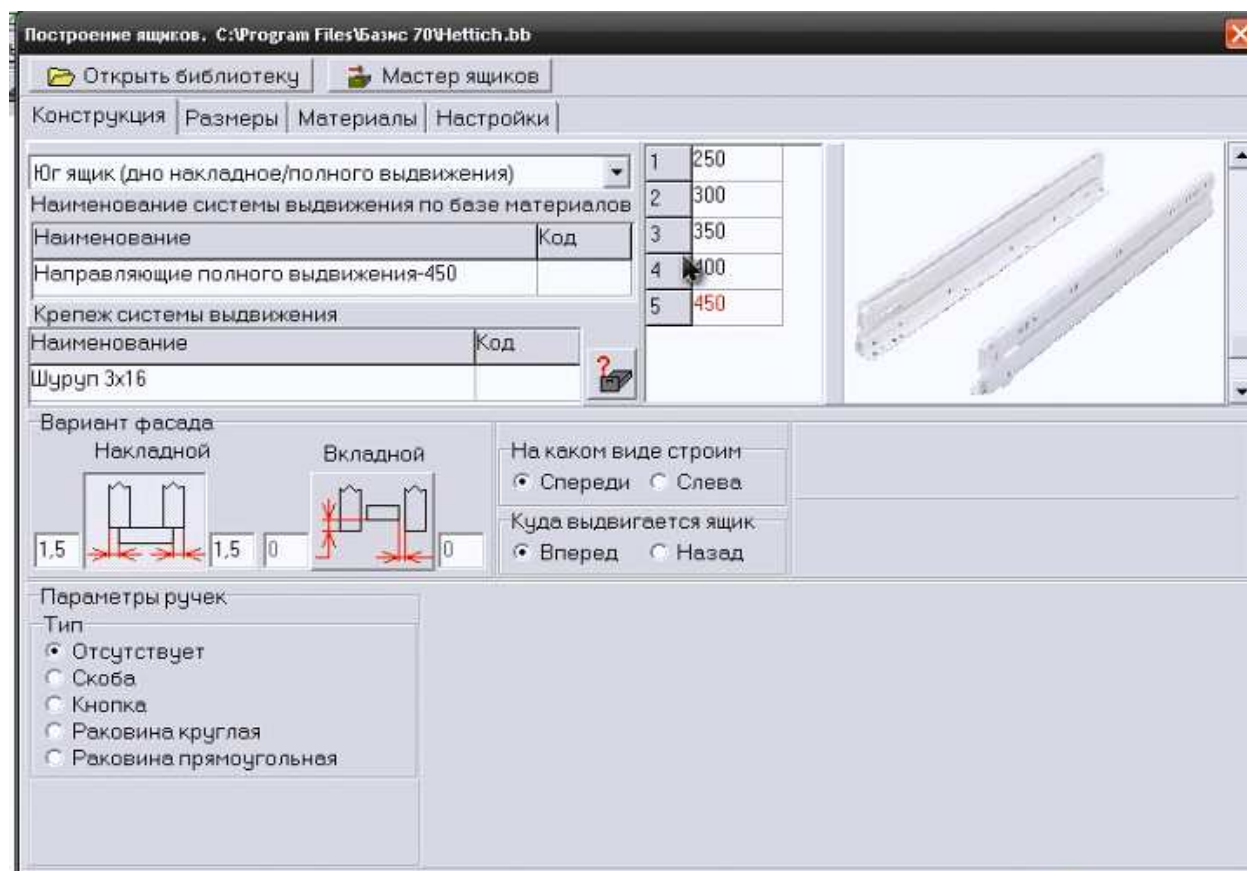 Построение ящиков. C:\Program Files\Базис 70\Hettich.bb
Открыть библиотеку Мастер ящиков
Конструкция Размеры Материалы Настройки
Юг ящик (дно накладное/полного выдвижения)
Наименование системы выдвижения по базе материалов
Наименование Код
Направляющие полного выдвижения-450
Крепеж системы выдвижения
Наименование Код
Шуруп 3x16
1 250
2 300
3 350
4 400
5 450
Вариант фасада
Накладной Вкладной
1,5 1,5 0 0
На каком виде строим
Спереди Слева
Куда выдвигается ящик
Вперед Назад
Параметры ручек
Тип
Отсутствует
Скоба
Кнопка
Раковина круглая
Раковина прямоугольная